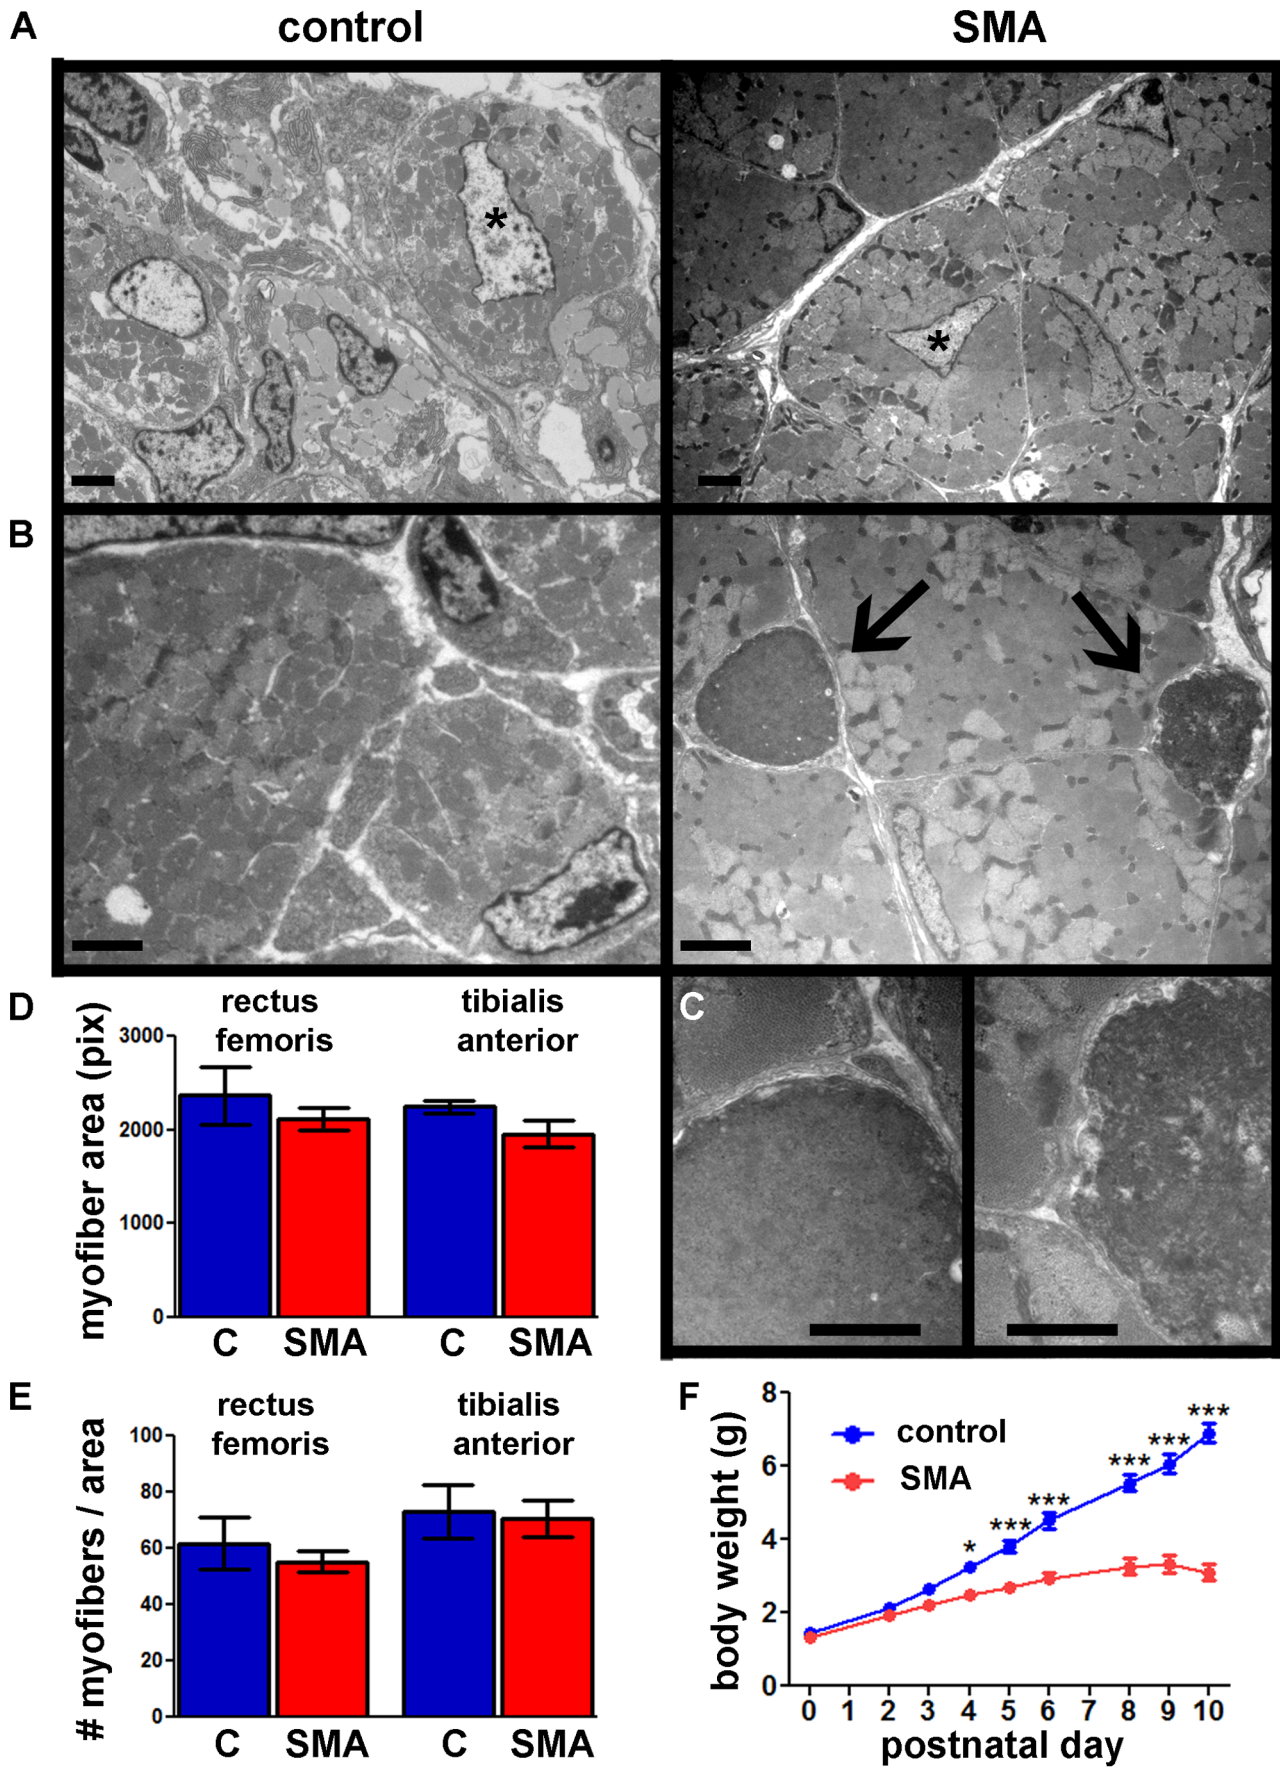 A control SMA
*
*
B
C
D rectus tibialis
femoris anterior
myofiber area (pix)
3000
2000
1000
0
C SMA C SMA
E rectus tibialis
femoris anterior
# myofibers / area
100
80
60
40
20
0
C SMA C SMA
F
body weight (g)
8
6
4
2
0
control
SMA
* *** *** *** *** ***
0 1 2 3 4 5 6 8 9 10
postnatal day